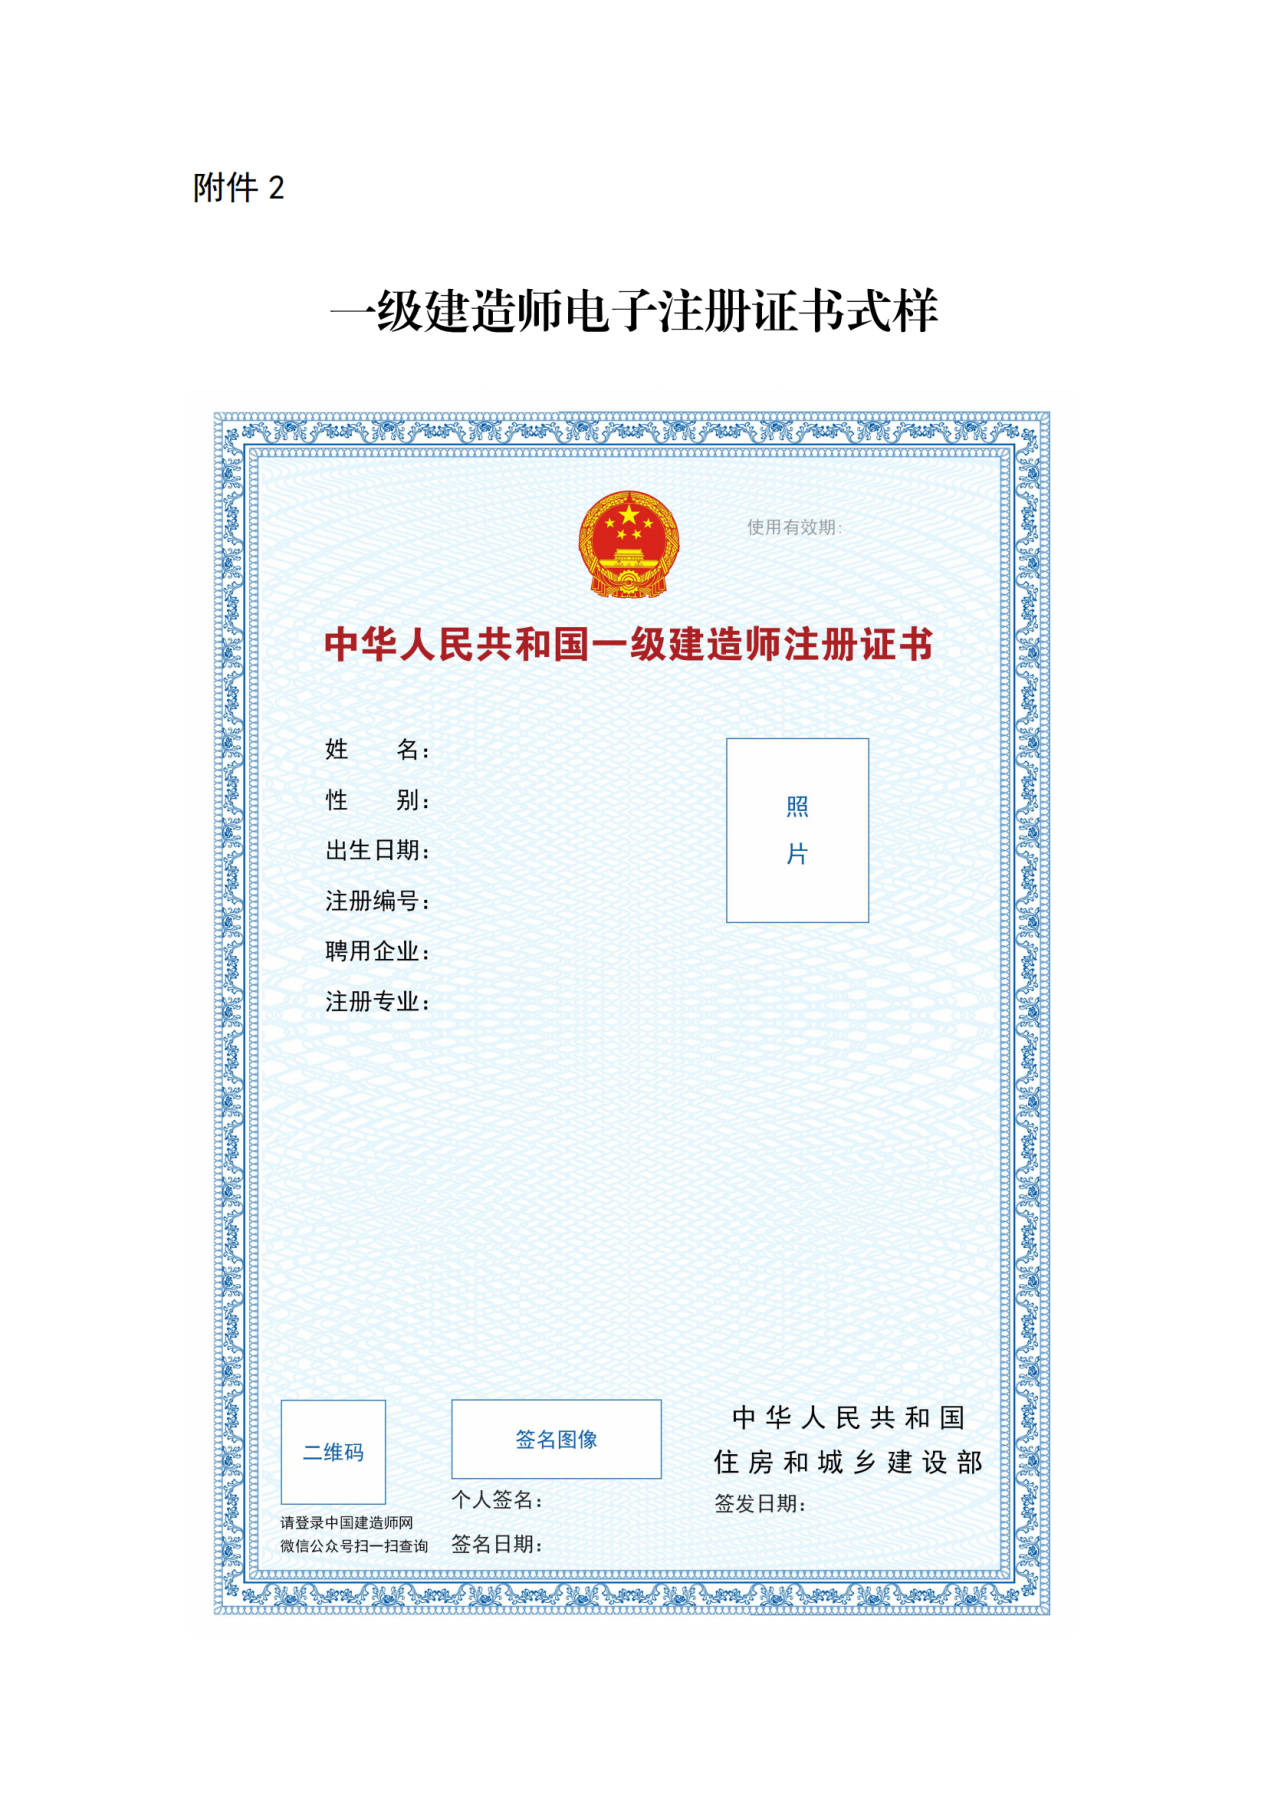 附件 2
一级建造师电子注册证书式样
使用有效期：
中华人民共和国一级建造师注册证书
姓 名：
性 别：
出生日期：
注册编号：
聘用企业：
注册专业：
照
片
二维码
请登录中国建造师网
微信公众号扫一扫查询
签名图像
个人签名：
签名日期：
中华人民共和国
住房和城乡建设部
签发日期：